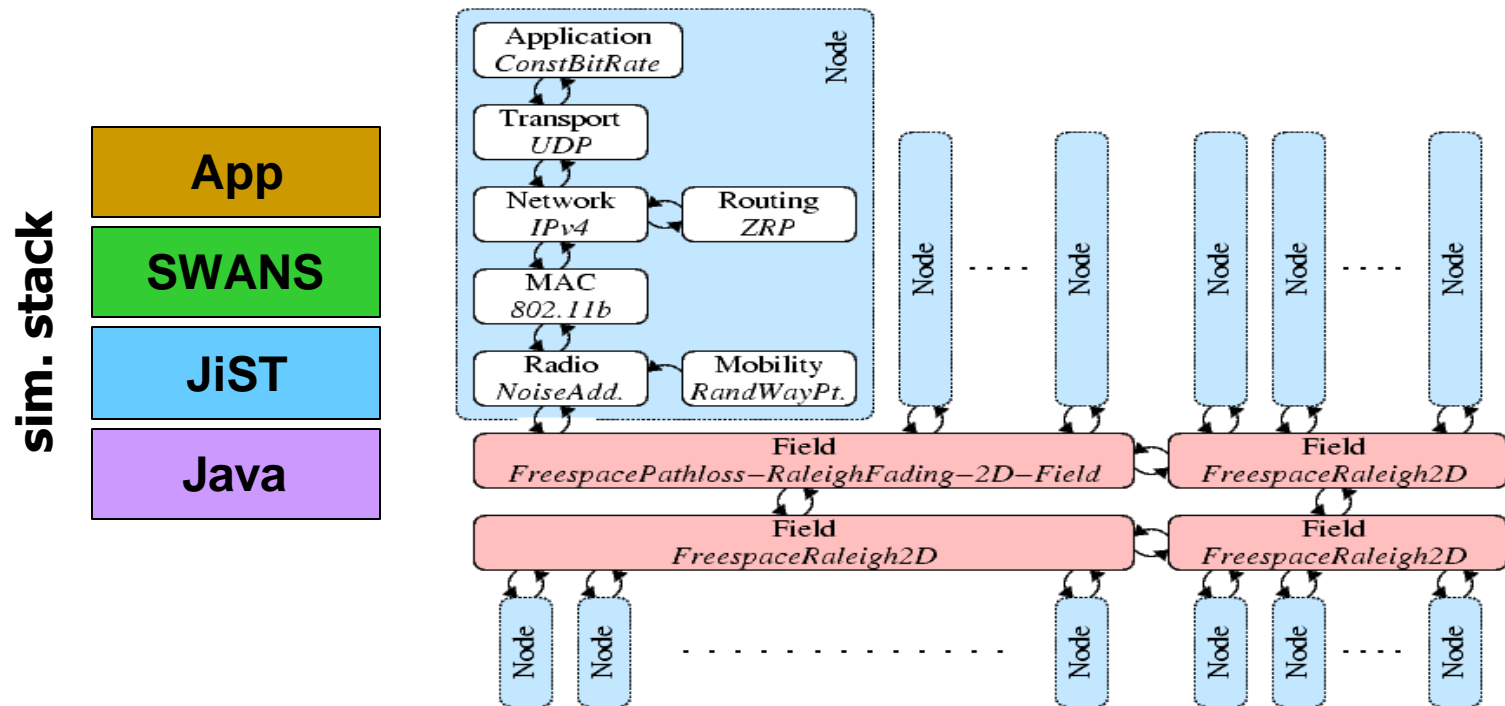 sim. stack
App
SWANS
JiST
Java
Node
Application
ConstBitRate
Transport
UDP
Network
IPv4
Routing
ZRP
MAC
802.11b
Radio
NoiseAdd.
Mobility
RandWayPt.
Node
Node
Node
Node
Node
Field
FreespacePathloss−RaleighFading−2D−Field
Field
FreespaceRaleigh2D
Field
FreespaceRaleigh2D
Field
FreespaceRaleigh2D
Node
Node
Node
Node
Node
Node